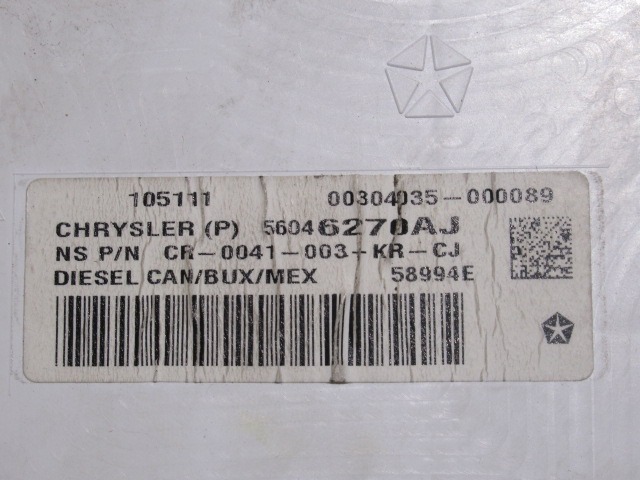 105111 00304035-000089
CHRYSLER (P) 56046270AJ
NS P/N CR-0041-003-KR-CJ
DIESEL CAN/BUX/MEX 58994E